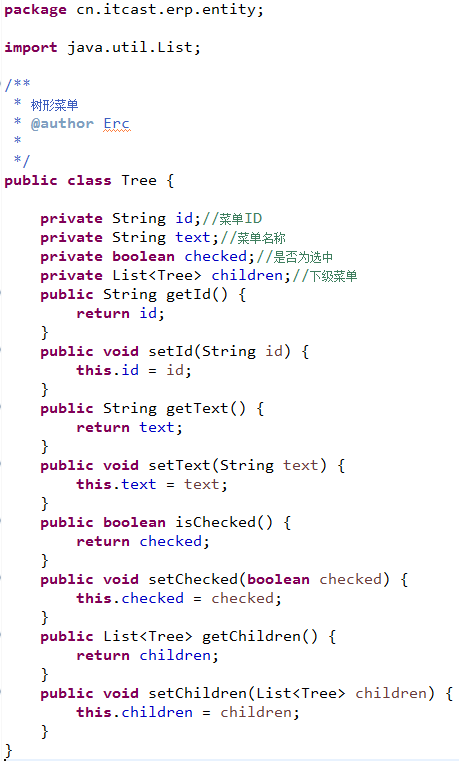 package cn.itcast.erp.entity;
import java.util.List;
/**
 * 树形菜单
 * @author Erc
 *
 */
public class Tree {
    private String id;//菜单ID
    private String text;//菜单名称
    private boolean checked;//是否为选中
    private List<Tree> children;//下级菜单
    public String getId() {
        return id;
    }
    public void setId(String id) {
        this.id = id;
    }
    public String getText() {
        return text;
    }
    public void setText(String text) {
        this.text = text;
    }
    public boolean isChecked() {
        return checked;
    }
    public void setChecked(boolean checked) {
        this.checked = checked;
    }
    public List<Tree> getChildren() {
        return children;
    }
    public void setChildren(List<Tree> children) {
        this.children = children;
    }
}